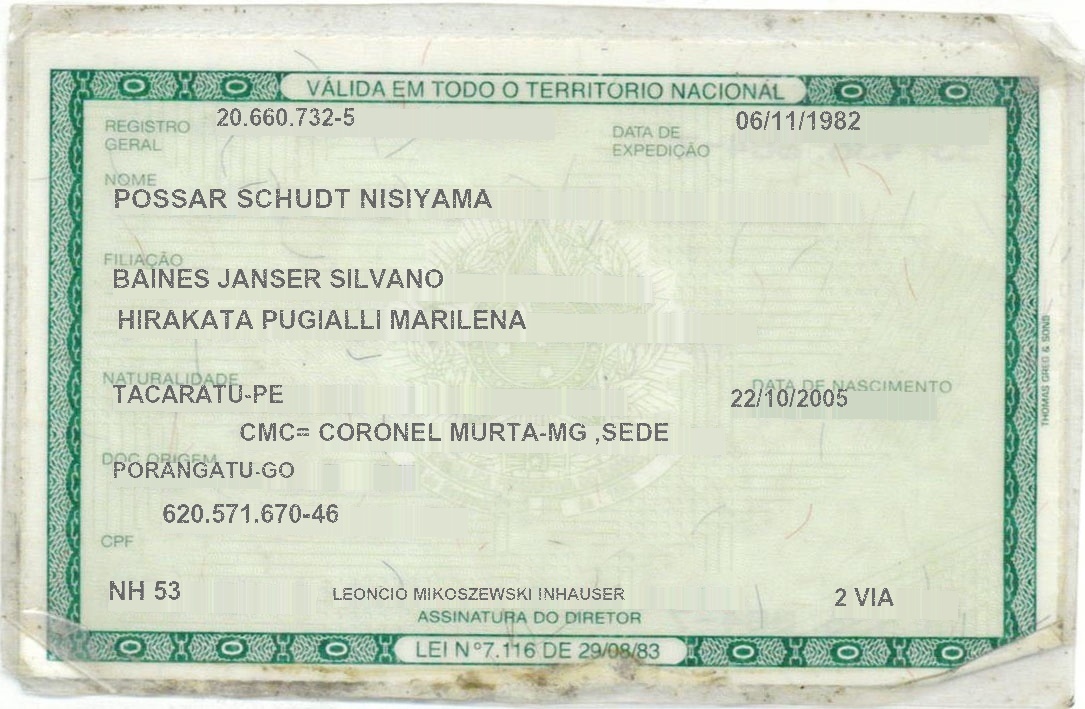 VÁLIDA EM TODO O TERRITORIO NACIONAL
REGISTRO GERAL 20.660.732-5 DATA DE EXPEDIÇÃO 06/11/1982
NOME
POSSAR SCHUDT NISIYAMA
FILIAÇÃO
BAINES JANSER SILVANO
HIRAKATA PUGIALLI MARILENA
NATURALIDADE DATA DE NASCIMENTO
TACARATU-PE 22/10/2005
CMC= CORONEL MURTA-MG ,SEDE
DOC ORIGEM
PORANGATU-GO
620.571.670-46
CPF
NH 53 LEONCIO MIKOSZEWSKI INHAUSER 2 VIA
ASSINATURA DO DIRETOR
LEI Nº7.116 DE 29/08/83
THOMAS GREG & SONS